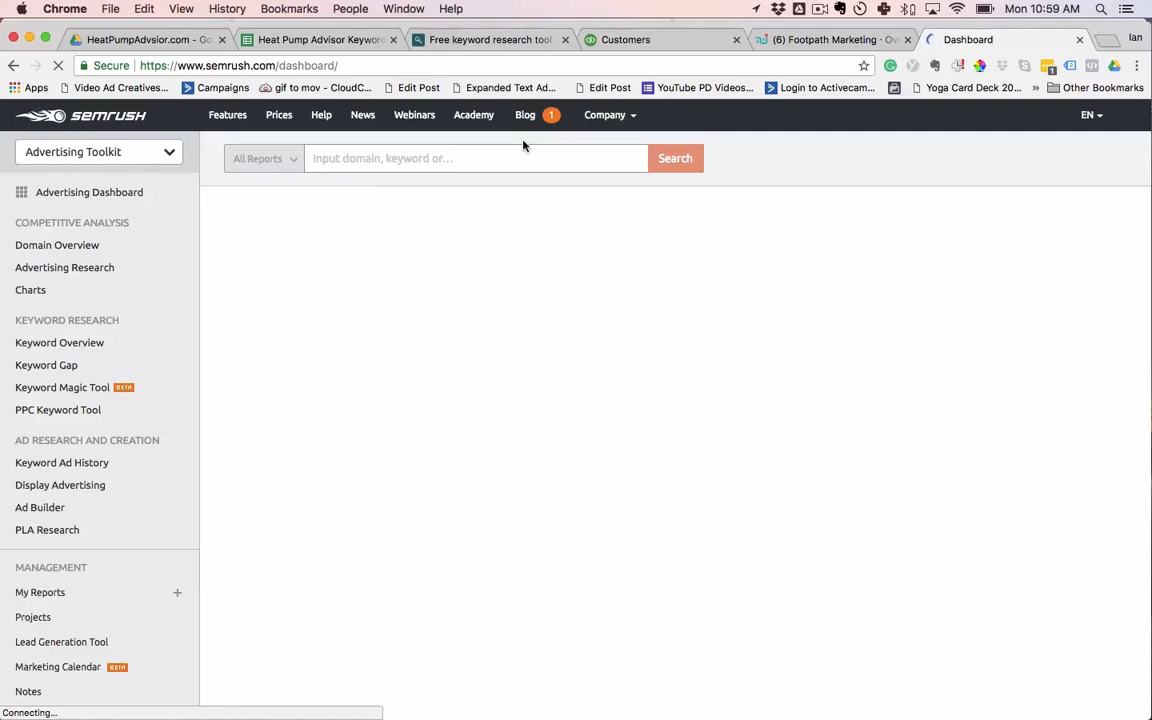 Chrome File Edit View History Bookmarks People Window Help Mon 10:59 AM
HeatPumpAdvsior.com - Go
Heat Pump Advisor Keyword
Free keyword research tool
Customers
(6) Footpath Marketing - Ov
Dashboard
Ian
Secure https://www.semrush.com/dashboard/
Apps Video Ad Creatives... Campaigns gif to mov - CloudC... Edit Post Expanded Text Ad... Edit Post YouTube PD Videos... Login to Activecam... Yoga Card Deck 20... » Other Bookmarks
SEMRUSH Features Prices Help News Webinars Academy Blog 1 Company EN
Advertising Toolkit
All Reports Input domain, keyword or... Search
Advertising Dashboard
COMPETITIVE ANALYSIS
Domain Overview
Advertising Research
Charts
KEYWORD RESEARCH
Keyword Overview
Keyword Gap
Keyword Magic Tool BETA
PPC Keyword Tool
AD RESEARCH AND CREATION
Keyword Ad History
Display Advertising
Ad Builder
PLA Research
MANAGEMENT
My Reports +
Projects
Lead Generation Tool
Marketing Calendar BETA
Notes
Connecting...